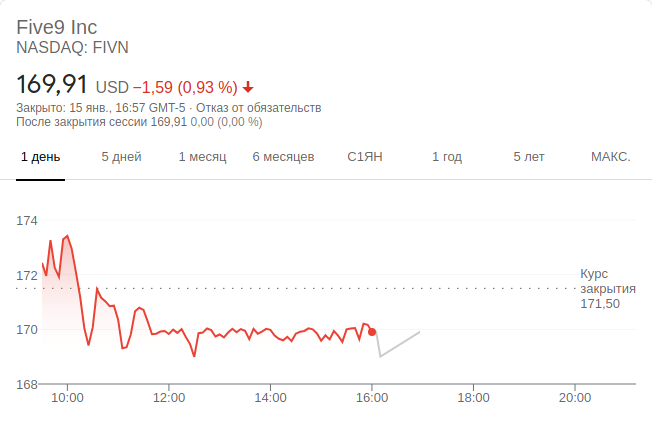 Five9 Inc
NASDAQ: FIVN
169,91 USD −1,59 (0,93 %)
Закрыто: 15 янв., 16:57 GMT-5 · Отказ от обязательств
После закрытия сессии 169,91 0,00 (0,00 %)
1 день 5 дней 1 месяц 6 месяцев С1ЯН 1 год 5 лет МАКС.
174
172
170
168
Курс
закрытия
171,50
10:00 12:00 14:00 16:00 18:00 20:00